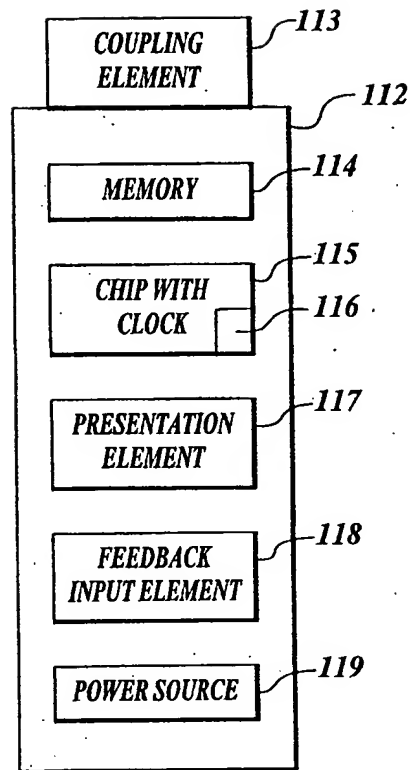 COUPLING
ELEMENT
113
112
MEMORY
114
CHIP WITH
CLOCK
115
116
PRESENTATION
ELEMENT
117
FEEDBACK
INPUT ELEMENT
118
POWER SOURCE
119